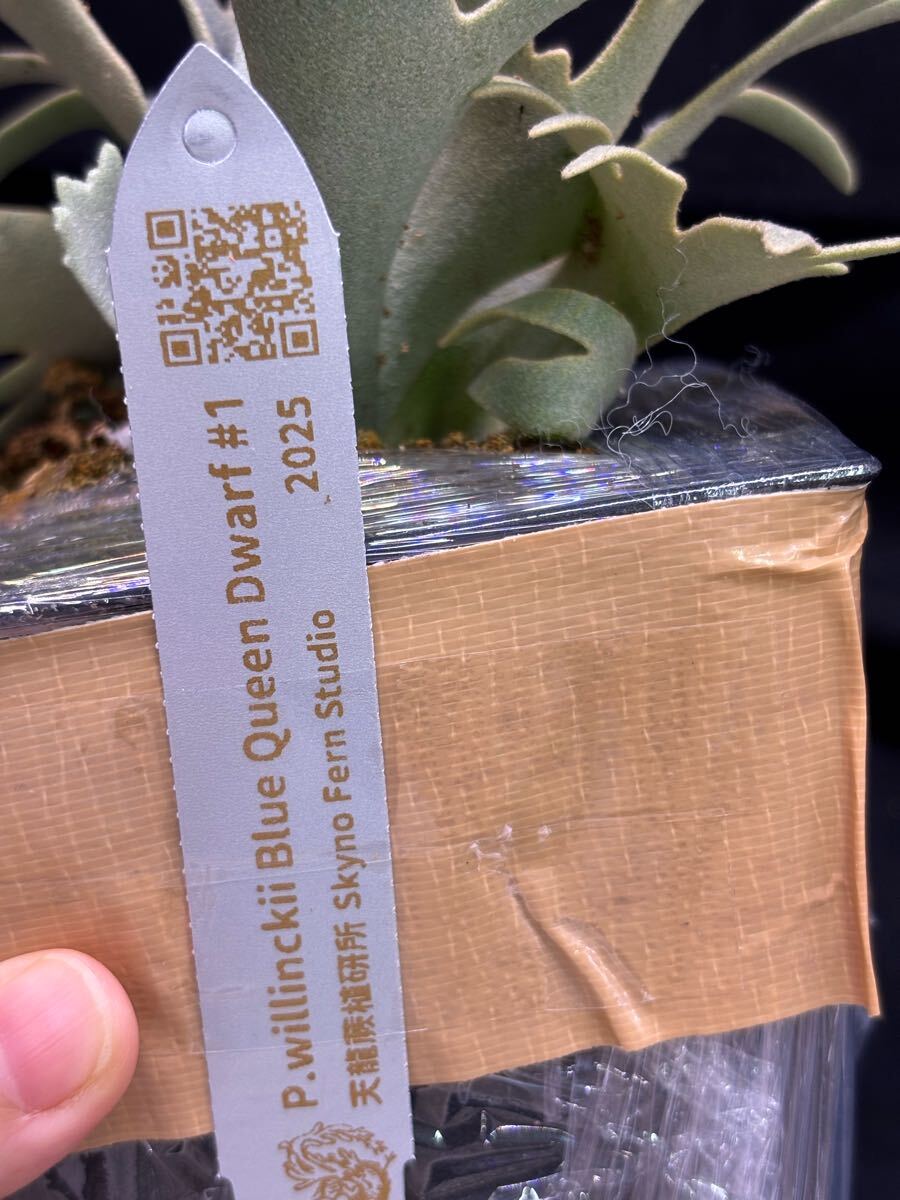 P.willinckii Blue Queen Dwarf #1
2025
天龍蕨植研所 Skyno Fern Studio